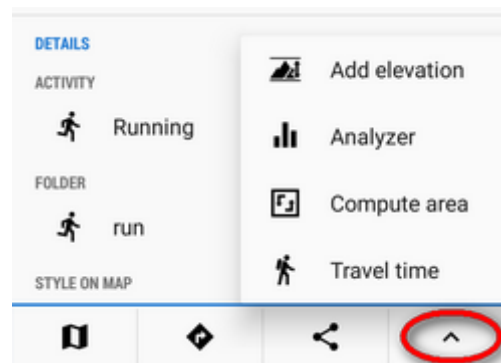 DETAILS
ACTIVITY
Running
FOLDER
run
STYLE ON MAP
Add elevation
Analyzer
Compute area
Travel time